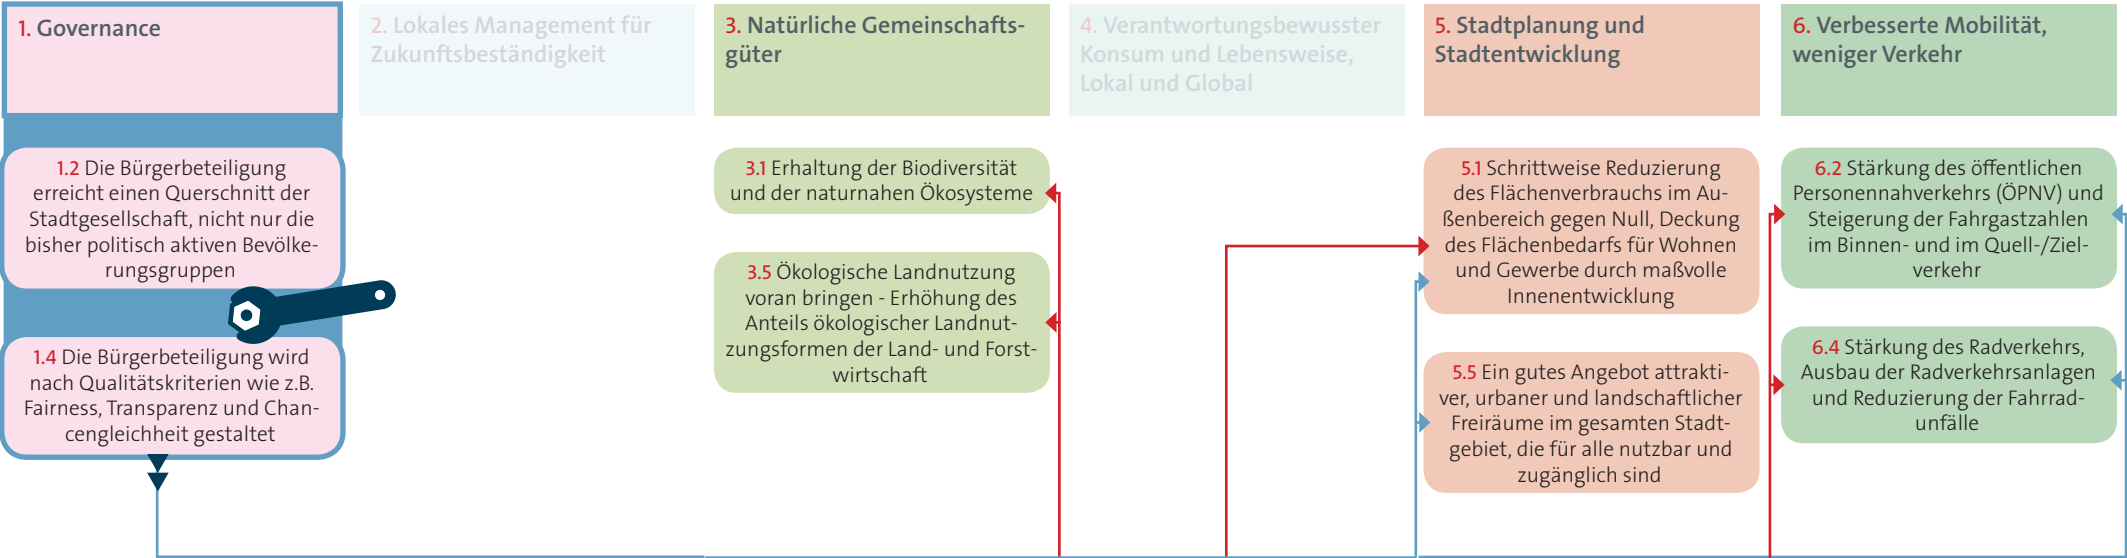 1. Governance
2. Lokales Management für
Zukunftsbeständigkeit
3. Natürliche Gemeinschafts-
güter
4. Verantwortungsbewusster
Konsum und Lebensweise,
Lokal und Global
5. Stadtplanung und
Stadtentwicklung
6. Verbesserte Mobilität,
weniger Verkehr
1.2 Die Bürgerbeteiligung
erreicht einen Querschnitt der
Stadtgesellschaft, nicht nur die
bisher politisch aktiven Bevölke-
rungsgruppen
1.4 Die Bürgerbeteiligung wird
nach Qualitätskriterien wie z.B.
Fairness, Transparenz und Chan-
cengleichheit gestaltet
3.1 Erhaltung der Biodiversität
und der naturnahen Ökosysteme
3.5 Ökologische Landnutzung
voran bringen - Erhöhung des
Anteils ökologischer Landnut-
zungsformen der Land- und Forst-
wirtschaft
5.1 Schrittweise Reduzierung
des Flächenverbrauchs im Au-
ßenbereich gegen Null, Deckung
des Flächenbedarfs für Wohnen
und Gewerbe durch maßvolle
Innenentwicklung
5.5 Ein gutes Angebot attrakti-
ver, urbaner und landschaftlicher
Freiräume im gesamten Stadt-
gebiet, die für alle nutzbar und
zugänglich sind
6.2 Stärkung des öffentlichen
Personennahverkehrs (ÖPNV) und
Steigerung der Fahrgastzahlen
im Binnen- und im Quell-/Ziel-
verkehr
6.4 Stärkung des Radverkehrs,
Ausbau der Radverkehrsanlagen
und Reduzierung der Fahrrad-
unfälle